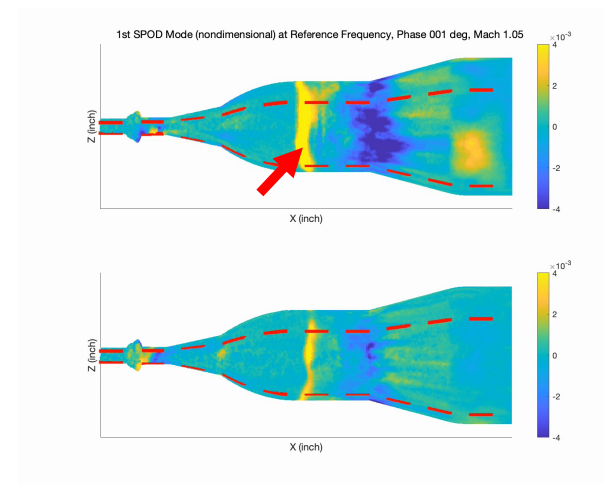 1st SPOD Mode (nondimensional) at Reference Frequency, Phase 001 deg, Mach 1.05
×10⁻³
4
2
0
-2
-4
Z (inch)
X (inch)
×10⁻³
4
2
0
-2
-4
Z (inch)
X (inch)